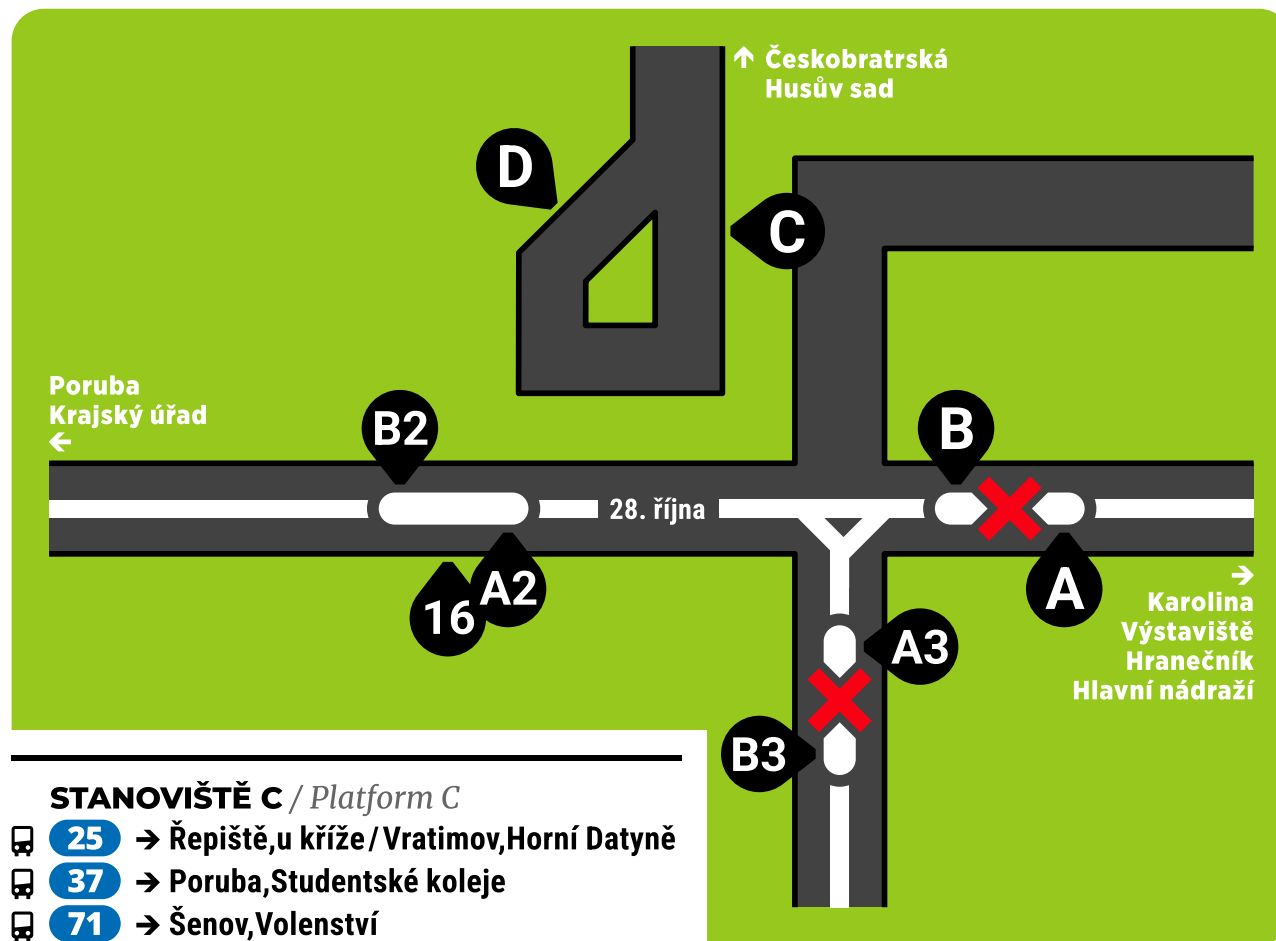 ↑ Českobratrská
Husův sad
D
C
Poruba
Krajský úřad
←
B2
B
28. října
A2
16
A
→
Karolina
Výstaviště
Hranečník
Hlavní nádraží
A3
B3
STANOVIŠTĚ C / Platform C
25 → Řepiště,u kříže/Vratimov,Horní Datyně
37 → Poruba,Studentské koleje
71 → Šenov,Volenství